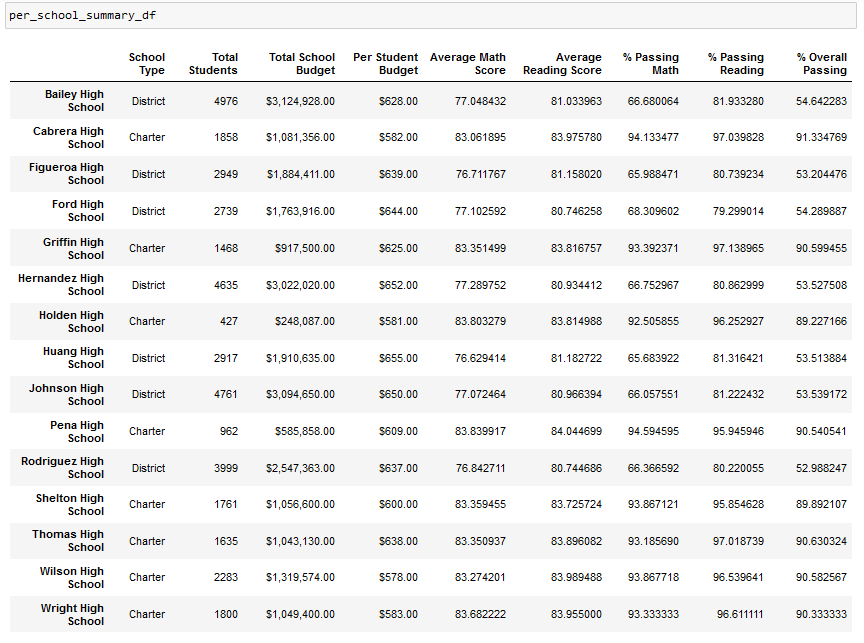 per_school_summary_df
School Type Total Students Total School Budget Per Student Budget Average Math Score Average Reading Score % Passing Math % Passing Reading % Overall Passing
Bailey High School District 4976 $3,124,928.00 $628.00 77.048432 81.033963 66.680064 81.933280 54.642283
Cabrera High School Charter 1858 $1,081,356.00 $582.00 83.061895 83.975780 94.133477 97.039828 91.334769
Figueroa High School District 2949 $1,884,411.00 $639.00 76.711767 81.158020 65.988471 80.739234 53.204476
Ford High School District 2739 $1,763,916.00 $644.00 77.102592 80.746258 68.309602 79.299014 54.289887
Griffin High School Charter 1468 $917,500.00 $625.00 83.351499 83.816757 93.392371 97.138965 90.599455
Hernandez High School District 4635 $3,022,020.00 $652.00 77.289752 80.934412 66.752967 80.862999 53.527508
Holden High School Charter 427 $248,087.00 $581.00 83.803279 83.814988 92.505855 96.252927 89.227166
Huang High School District 2917 $1,910,635.00 $655.00 76.629414 81.182722 65.683922 81.316421 53.513884
Johnson High School District 4761 $3,094,650.00 $650.00 77.072464 80.966394 66.057551 81.222432 53.539172
Pena High School Charter 962 $585,858.00 $609.00 83.839917 84.044699 94.594595 95.945946 90.540541
Rodriguez High School District 3999 $2,547,363.00 $637.00 76.842711 80.744686 66.366592 80.220055 52.988247
Shelton High School Charter 1761 $1,056,600.00 $600.00 83.359455 83.725724 93.867121 95.854628 89.892107
Thomas High School Charter 1635 $1,043,130.00 $638.00 83.350937 83.896082 93.185690 97.018739 90.630324
Wilson High School Charter 2283 $1,319,574.00 $578.00 83.274201 83.989488 93.867718 96.539641 90.582567
Wright High School Charter 1800 $1,049,400.00 $583.00 83.682222 83.955000 93.333333 96.611111 90.333333